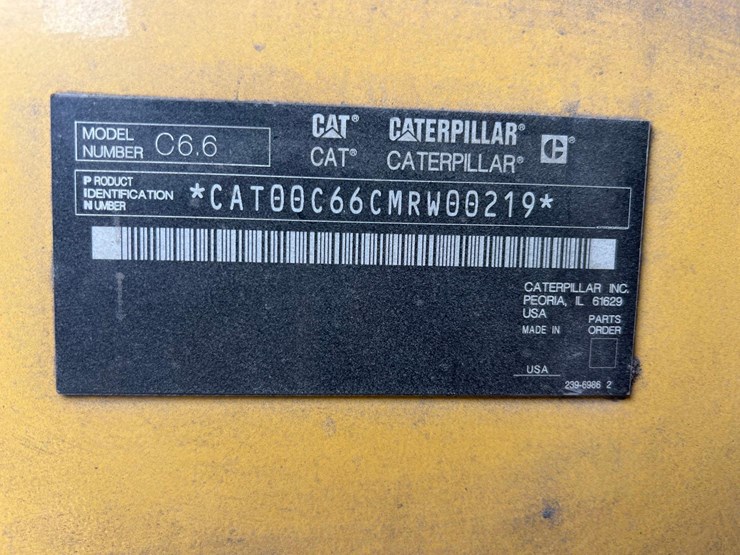 MODEL
NUMBER C6.6
CAT® CATERPILLAR® C®
CAT® CATERPILLAR®
PRODUCT
IDENTIFICATION
NUMBER
*CAT00C66CMRW00219*
CATERPILLAR INC.
PEORIA, IL 61629
USA
MADE IN
PARTS
ORDER
USA
239-6986 2